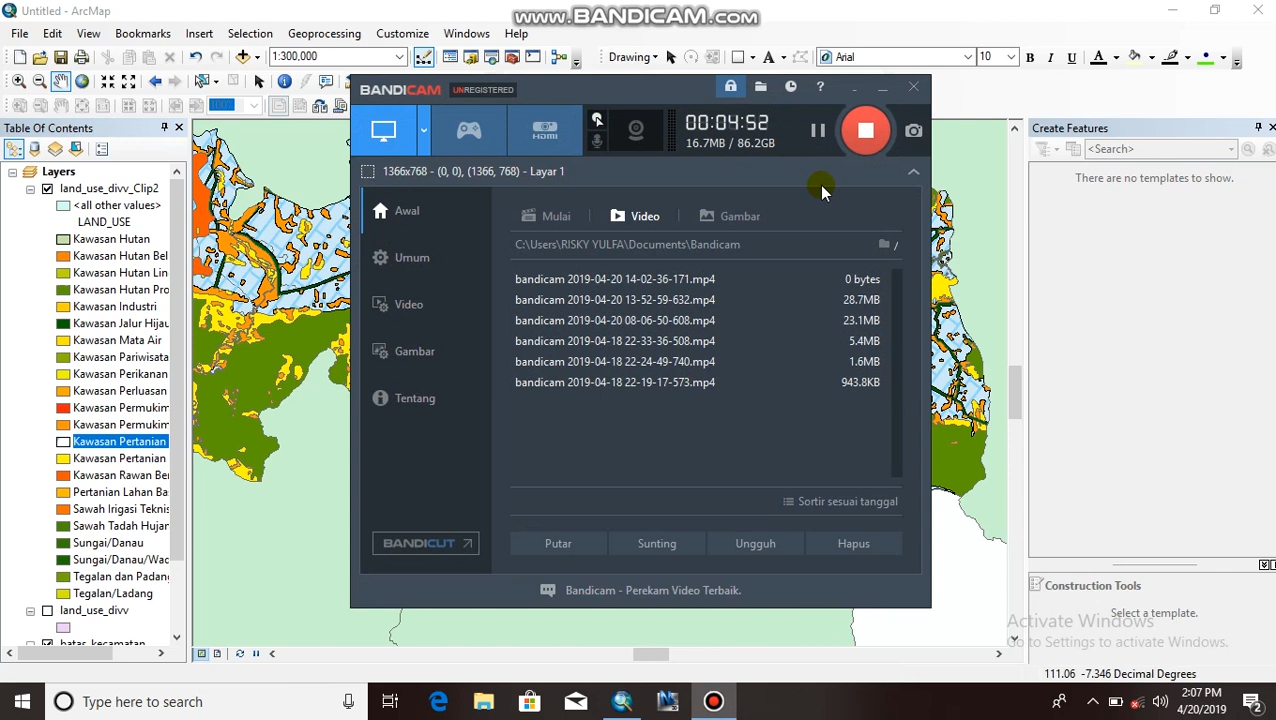 Untitled - ArcMap
www.BANDICAM.com
File Edit View Bookmarks Insert Selection Geoprocessing Customize Windows Help
1:300,000
Drawing
Arial
10
B I U A
Table Of Contents
Layers
land_use_divv_Clip2
<all other values>
LAND_USE
Kawasan Hutan
Kawasan Hutan Bel
Kawasan Hutan Lin
Kawasan Hutan Pro
Kawasan Industri
Kawasan Jalur Hijau
Kawasan Mata Air
Kawasan Pariwisata
Kawasan Perikanan
Kawasan Perluasan
Kawasan Permukim
Kawasan Permukim
Kawasan Pertanian
Kawasan Pertanian
Kawasan Rawan Ber
Pertanian Lahan Ba
Sawah Irigasi Teknis
Sawah Tadah Hujan
Sungai/Danau
Sungai/Danau/Wad
Tegalan dan Padang
Tegalan/Ladang
land_use_divv
batas_kecamatan
BANDICAM UNREGISTERED
HDMI
00:04:52
16.7MB / 86.2GB
1366x768 - (0, 0), (1366, 768) - Layar 1
Awal
Umum
Video
Gambar
Tentang
BANDICUT
Mulai
Video
Gambar
C:\Users\RISKY YULFA\Documents\Bandicam
bandicam 2019-04-20 14-02-36-171.mp4 0 bytes
bandicam 2019-04-20 13-52-59-632.mp4 28.7MB
bandicam 2019-04-20 08-06-50-608.mp4 23.1MB
bandicam 2019-04-18 22-33-36-508.mp4 5.4MB
bandicam 2019-04-18 22-24-49-740.mp4 1.6MB
bandicam 2019-04-18 22-19-17-573.mp4 943.8KB
Sortir sesuai tanggal
Putar Sunting Ungguh Hapus
Bandicam - Perekam Video Terbaik.
Create Features
<Search>
There are no templates to show.
Construction Tools
Select a template.
Activate Windows
Go to Settings to activate Windows.
111.06 -7.346 Decimal Degrees
Type here to search
2:07 PM
4/20/2019
2